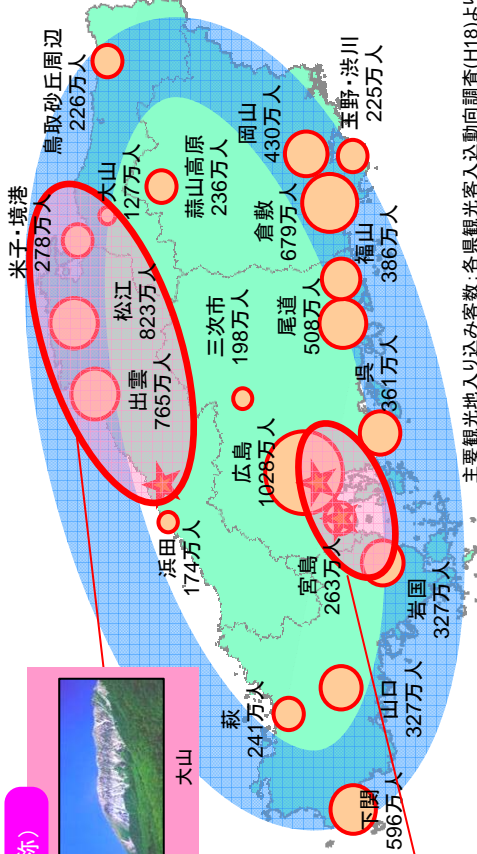 称）
大山
米子・境港
278万人
鳥取砂丘周辺
226万人
大山
127万人
松江
823万人
出雲
765万人
蒜山高原
236万人
岡山
430万人
玉野・渋川
225万人
倉敷
679万人
福山
386万人
尾道
508万人
三次市
198万人
呉
361万人
広島
1028万人
浜田
174万人
宮島
263万人
岩国
327万人
萩
241万人
山口
327万人
下関
596万人
主要観光地入り込み客数：各県観光客入込動向調査(H18)より